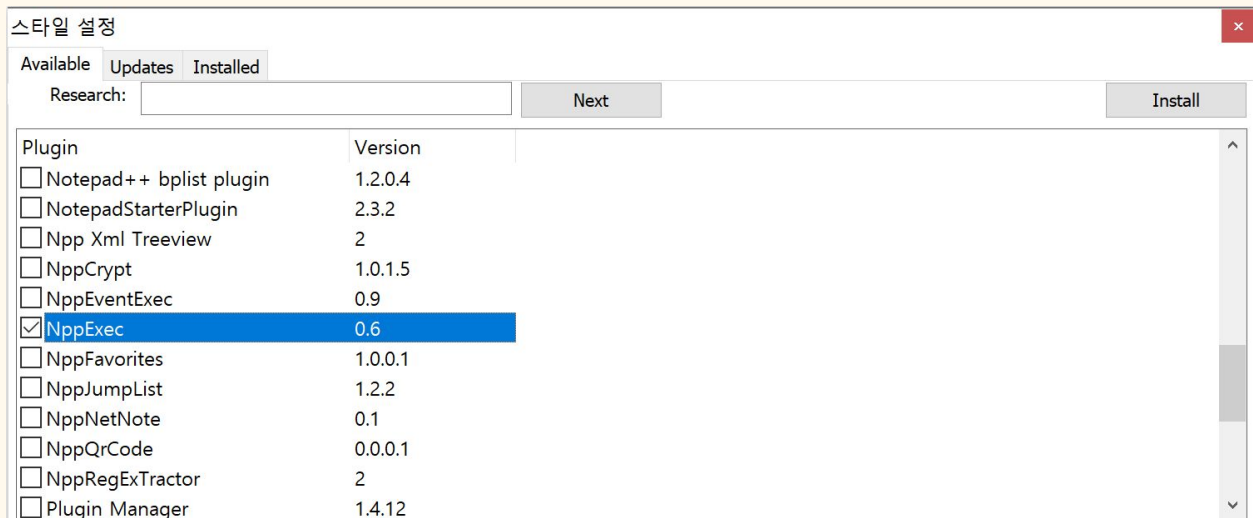 스타일 설정
Available Updates Installed
Research: Next Install
Plugin Version
Notepad++ bplist plugin 1.2.0.4
NotepadStarterPlugin 2.3.2
Npp Xml Treeview 2
NppCrypt 1.0.1.5
NppEventExec 0.9
NppExec 0.6
NppFavorites 1.0.0.1
NppJumpList 1.2.2
NppNetNote 0.1
NppQrCode 0.0.0.1
NppRegExTractor 2
Plugin Manager 1.4.12